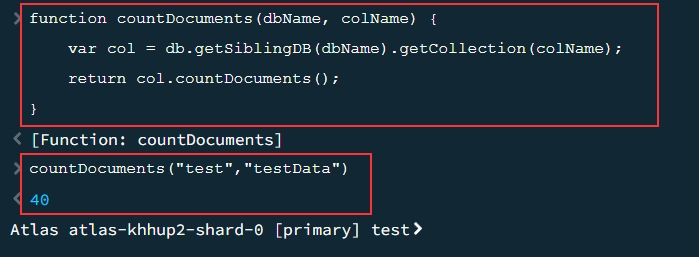 > function countDocuments(dbName, colName) {
    var col = db.getSiblingDB(dbName).getCollection(colName);
    return col.countDocuments();
}
< [Function: countDocuments]
> countDocuments("test","testData")
< 40
Atlas atlas-khhup2-shard-0 [primary] test>